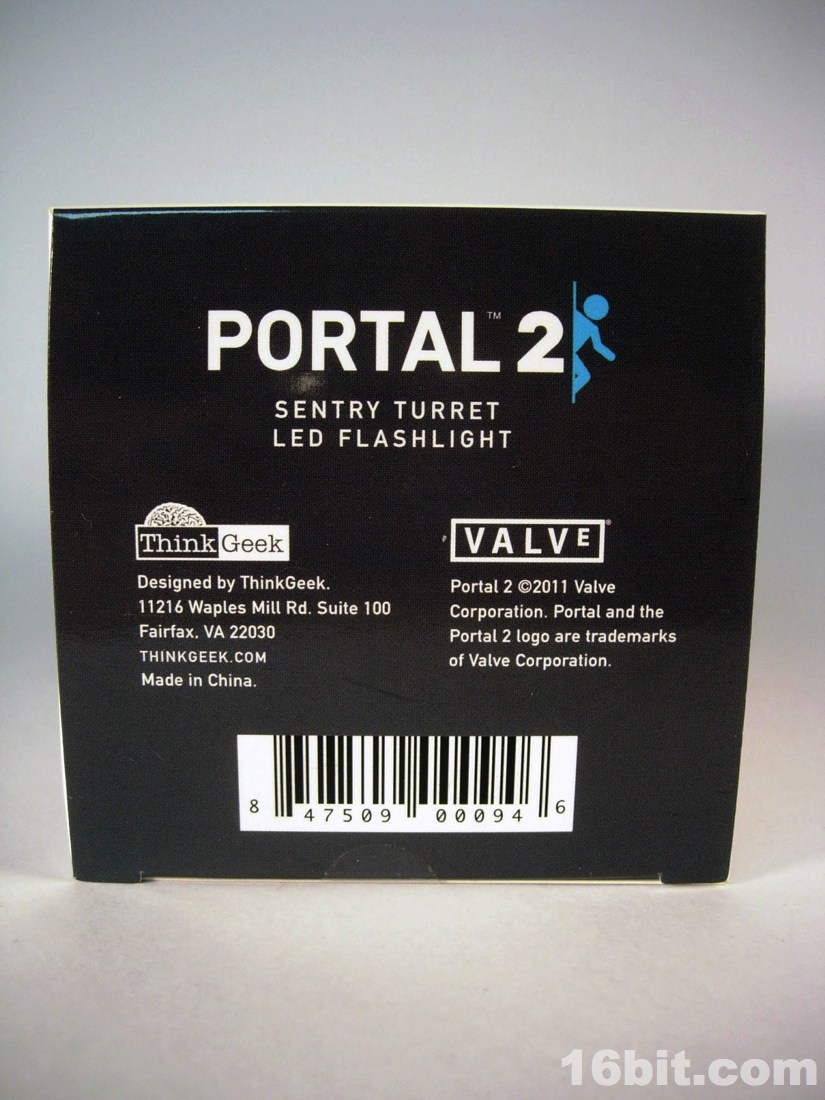 PORTAL™ 2
SENTRY TURRET
LED FLASHLIGHT
ThinkGeek
Designed by ThinkGeek.
11216 Waples Mill Rd. Suite 100
Fairfax, VA 22030
THINKGEEK.COM
Made in China.
VALVE®
Portal 2 ©2011 Valve
Corporation. Portal and the
Portal 2 logo are trademarks
of Valve Corporation.
8 47509 00094 6
16bit.com